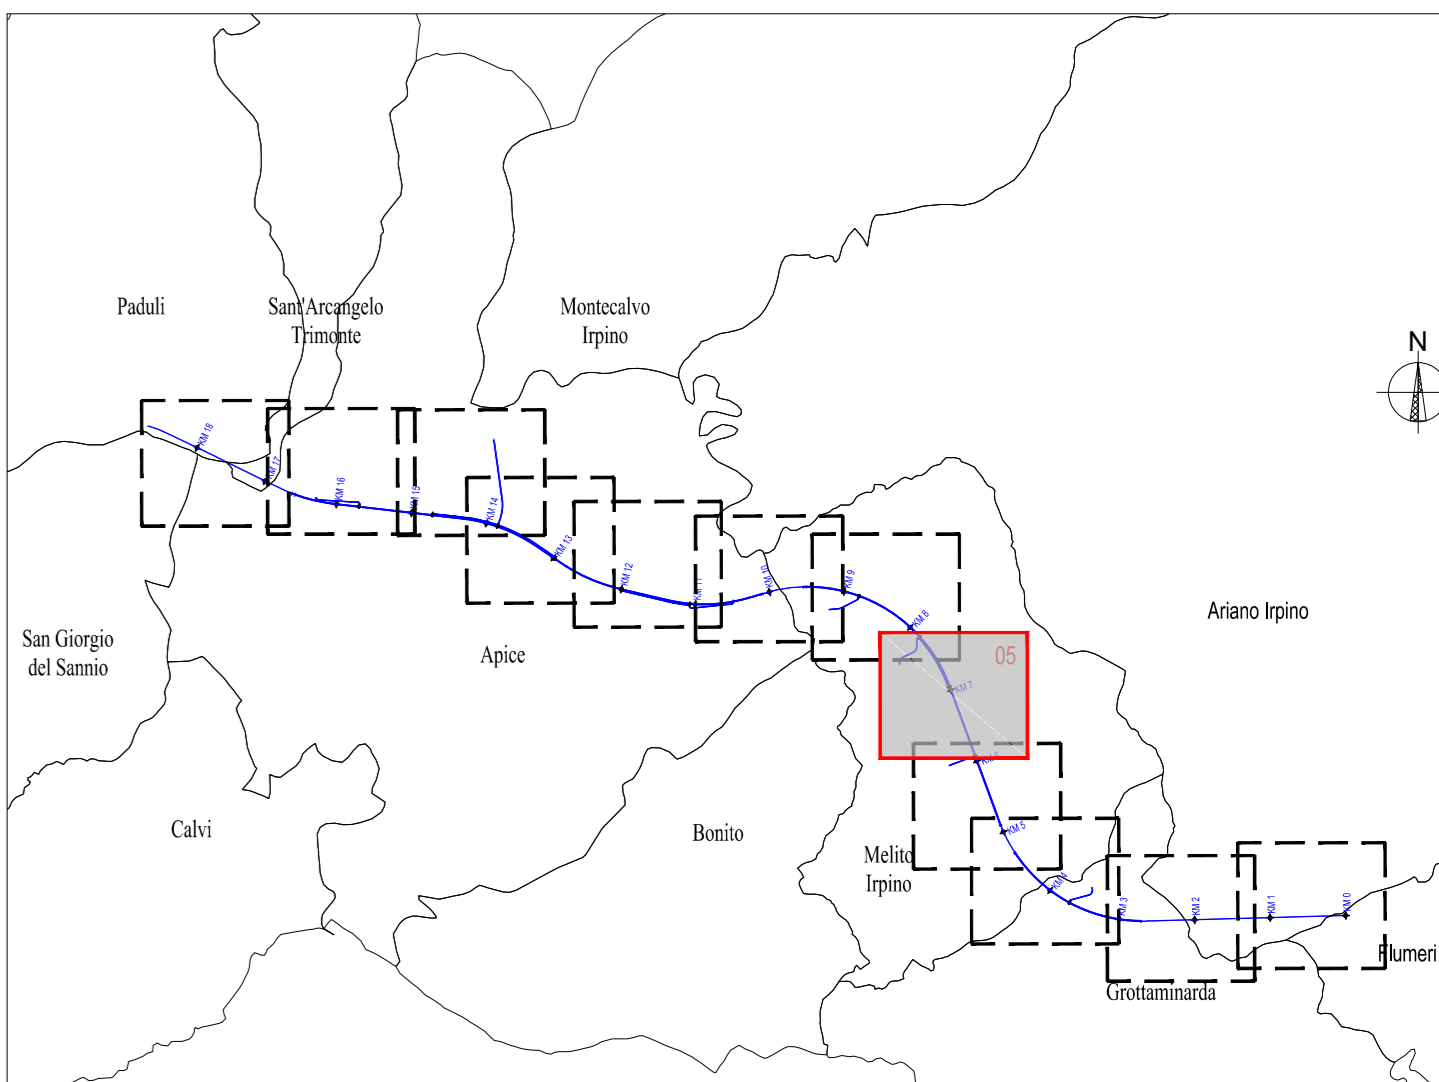 Paduli
Sant'Arcangelo
Trimonte
Montecalvo
Irpino
N
KM 18
KM 17
KM 16
KM 15
KM 14
KM 13
KM 12
KM 11
KM 10
KM 9
KM 8
Ariano Irpino
San Giorgio
del Sannio
Apice
05
KM 7
KM 6
Calvi
Bonito
KM 5
Melito
Irpino
KM 4
KM 3
KM 2
KM 1
KM 0
Flumeri
Grottaminarda